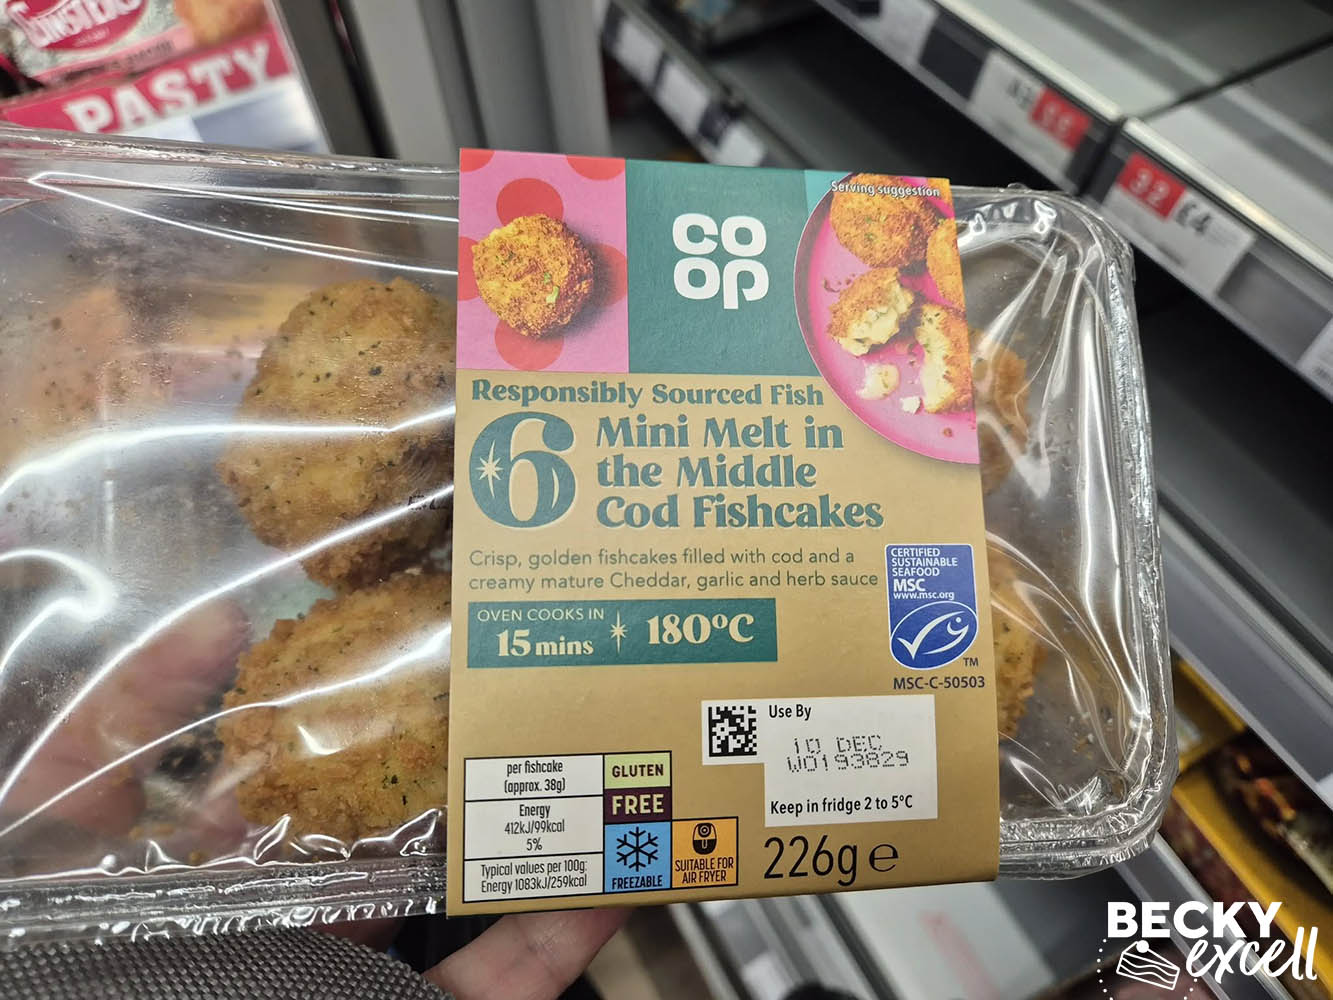 GINSTERS
PASTY
CO
OP
Serving suggestion
Responsibly Sourced Fish
6 Mini Melt in
the Middle
Cod Fishcakes
Crisp, golden fishcakes filled with cod and a
creamy mature Cheddar, garlic and herb sauce
OVEN COOKS IN
15 mins
180°C
CERTIFIED
SUSTAINABLE
SEAFOOD
MSC
www.msc.org
TM
MSC-C-50503
Use By
10 DEC
W0193829
Keep in fridge 2 to 5°C
per fishcake
(approx. 38g)
Energy
412kJ/99kcal
5%
Typical values per 100g:
Energy 1083kJ/259kcal
GLUTEN
FREE
FREEZABLE
SUITABLE FOR
AIR FRYER
226g e
32 £4
BECKY
excell